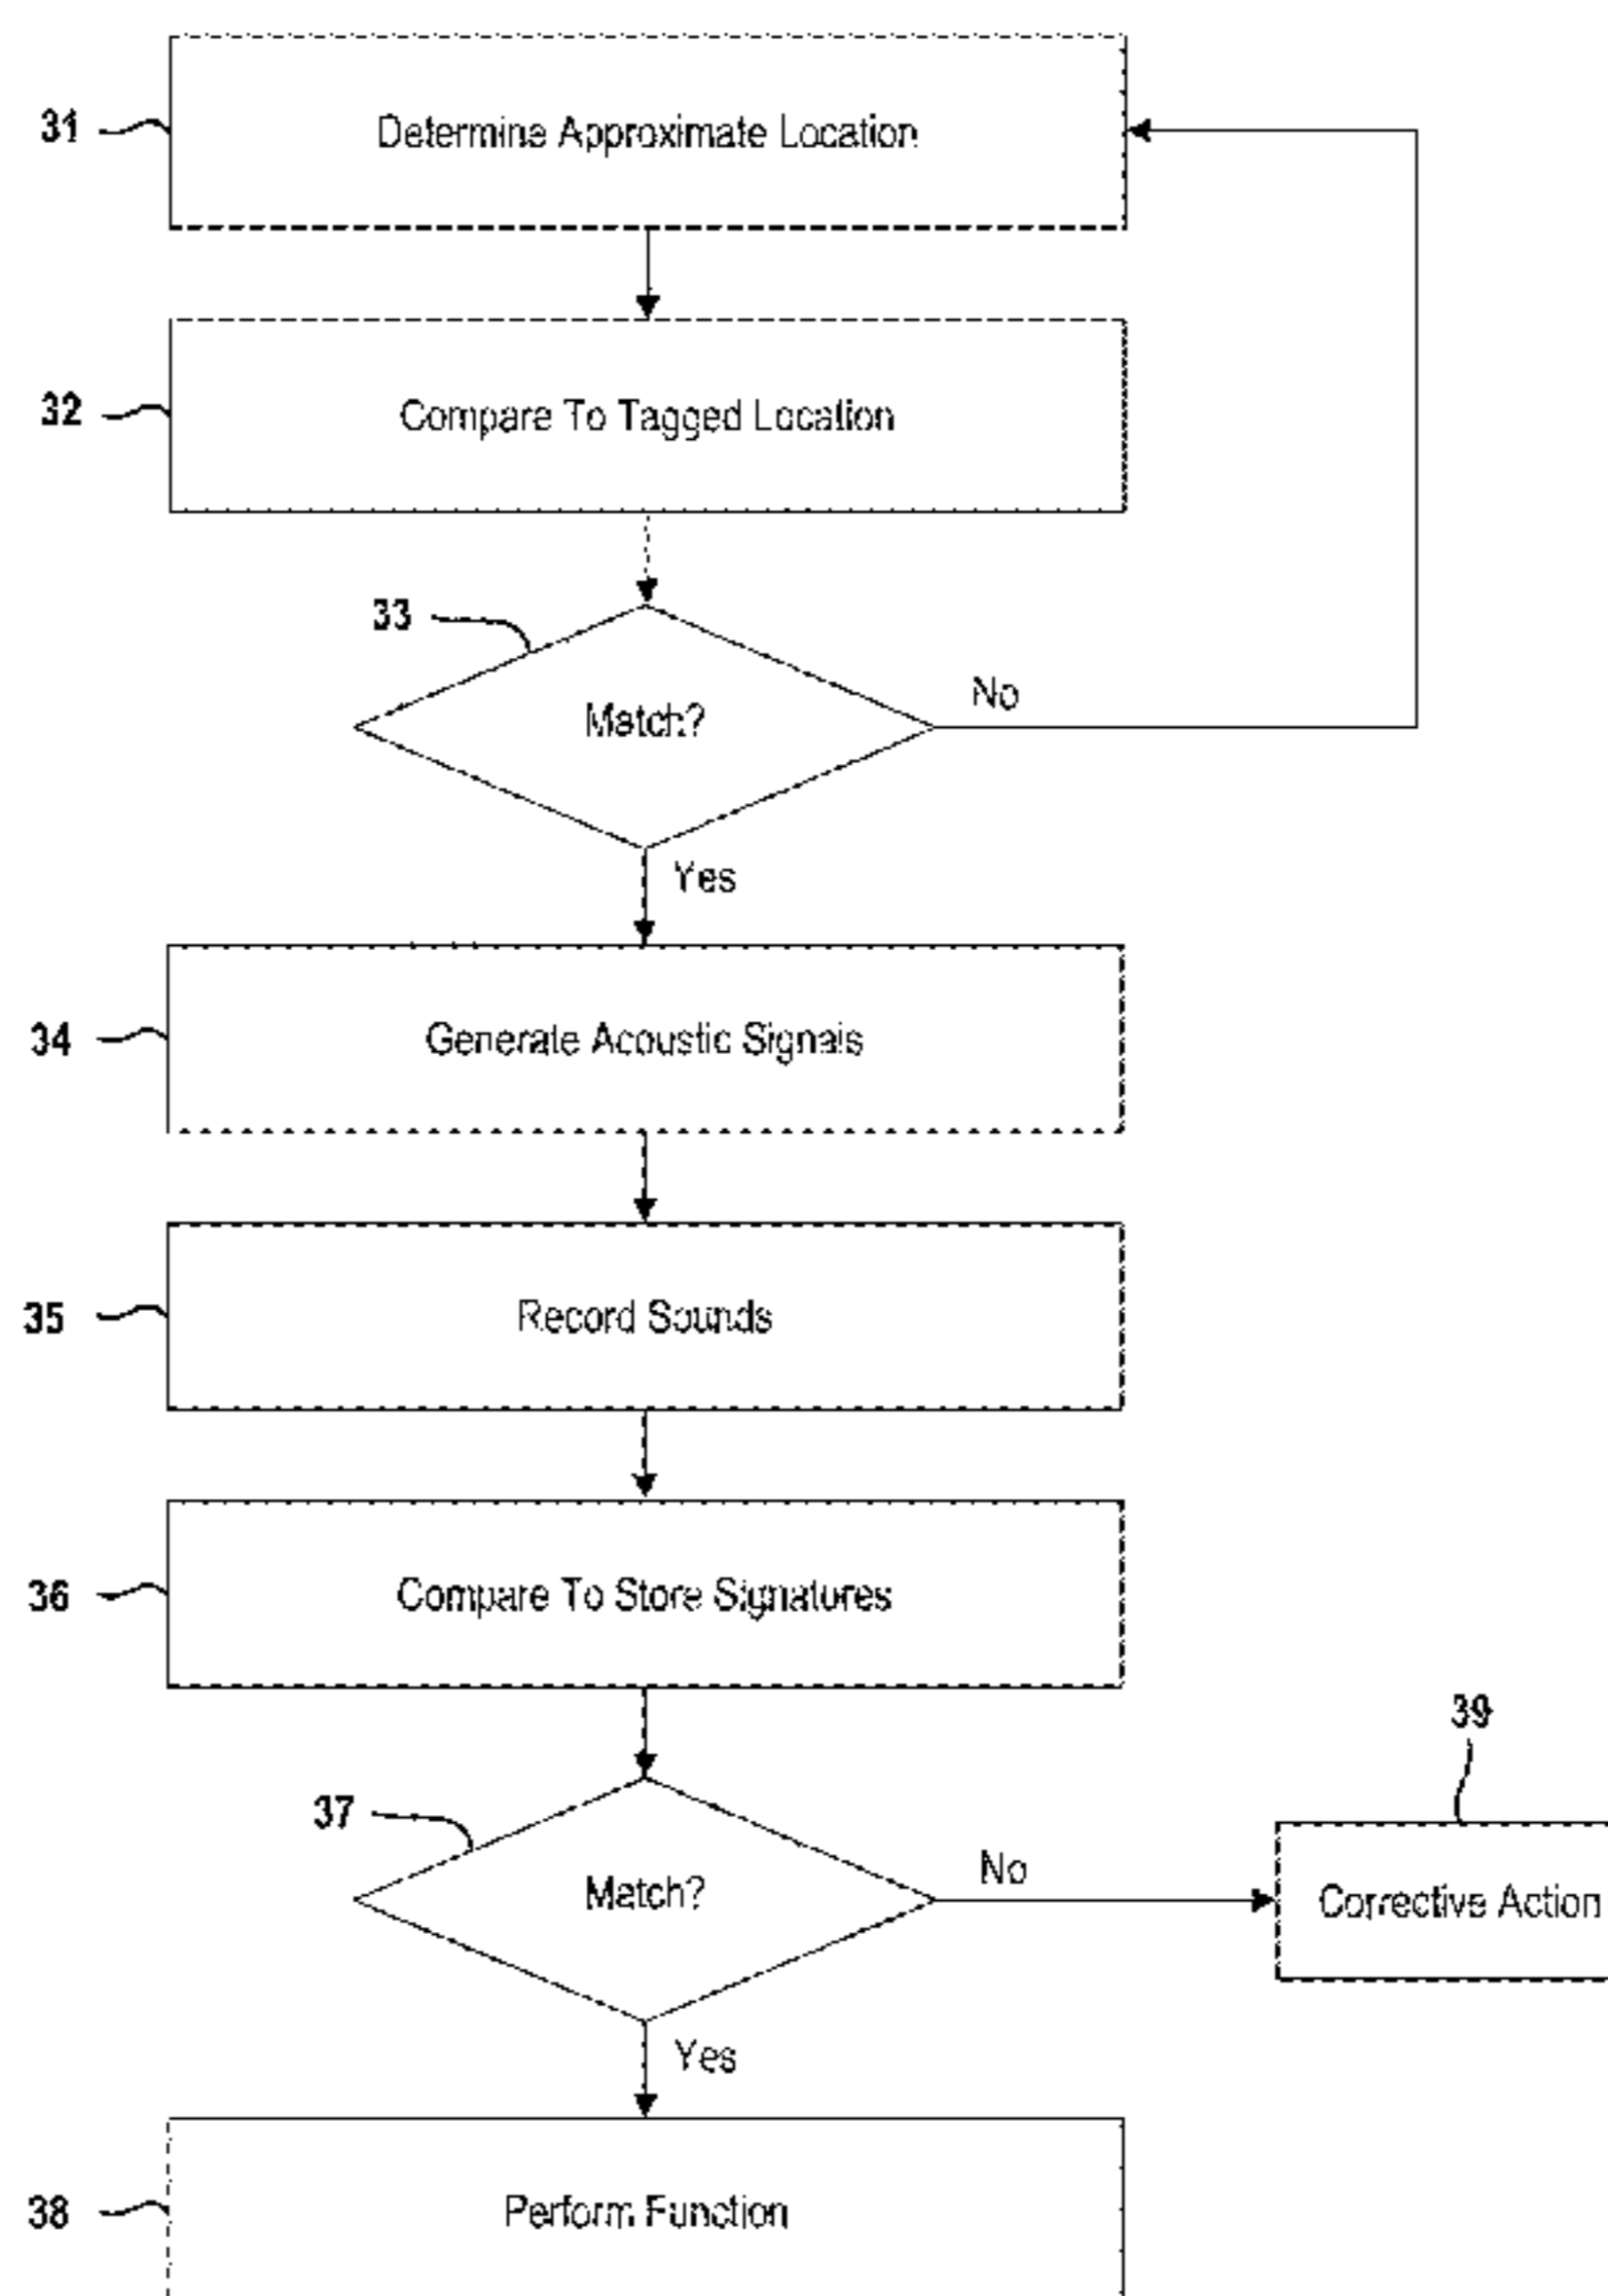 31
Determine Approximate Location
32
Compare To Tagged Location
33
Match?
No
Yes
34
Generate Acoustic Signals
35
Record Sounds
36
Compare To Store Signatures
39
37
Match?
No
Corrective Action
Yes
38
Perform Function